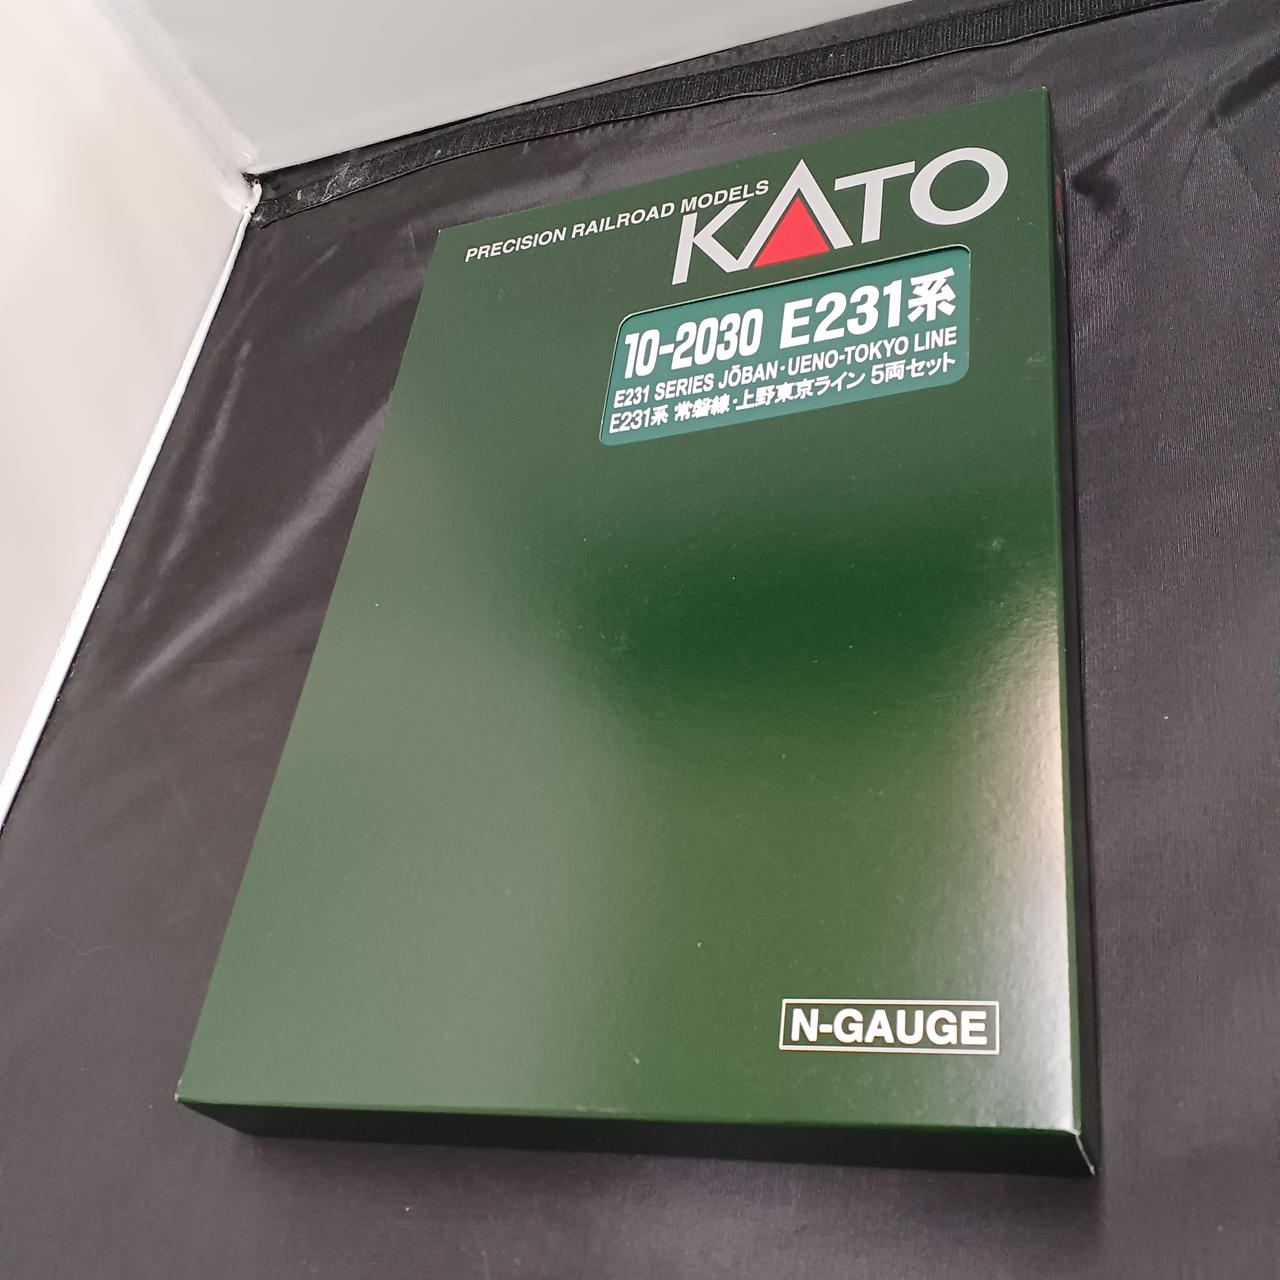 PRECISION RAILROAD MODELS
KATO
10-2030 E231系
E231 SERIES JŌBAN・UENO-TOKYO LINE
E231系 常磐線・上野東京ライン 5両セット
N-GAUGE